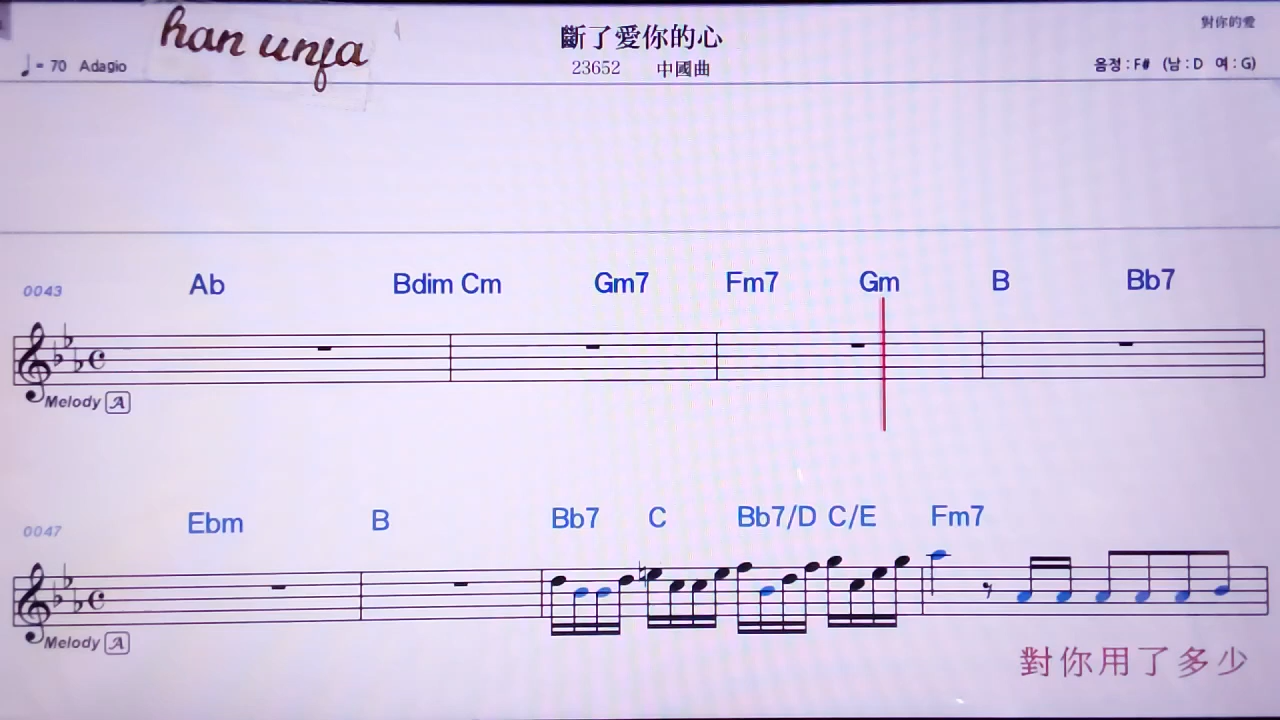 han unfa
斷了愛你的心
對你的愛
♩= 70 Adagio
23652 中國曲
음정 : F# (남 : D 여 : G)
0043 Ab Bdim Cm Gm7 Fm7 Gm B Bb7
Melody A
0047 Ebm B Bb7 C Bb7/D C/E Fm7
Melody A
對你用了多少